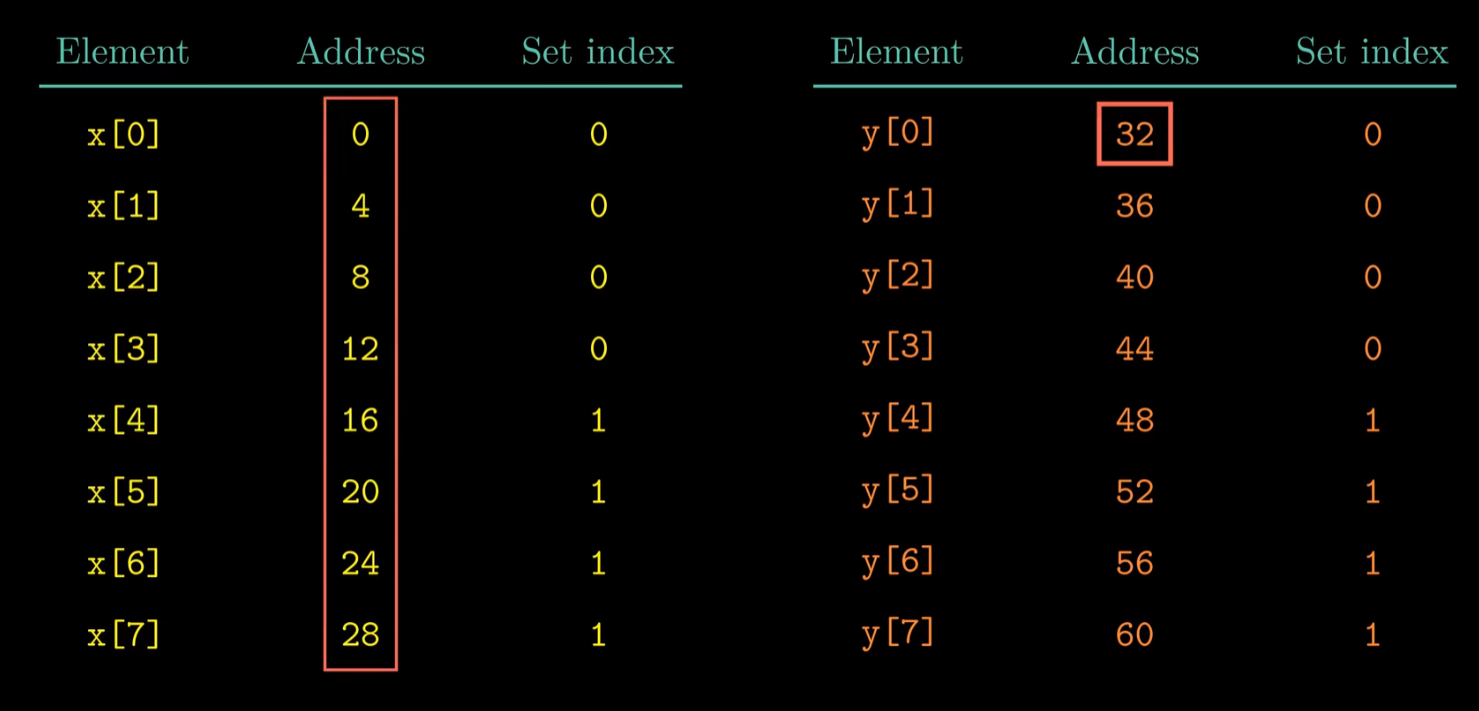 Element Address Set index Element Address Set index
x[0] 0 0 y[0] 32 0
x[1] 4 0 y[1] 36 0
x[2] 8 0 y[2] 40 0
x[3] 12 0 y[3] 44 0
x[4] 16 1 y[4] 48 1
x[5] 20 1 y[5] 52 1
x[6] 24 1 y[6] 56 1
x[7] 28 1 y[7] 60 1